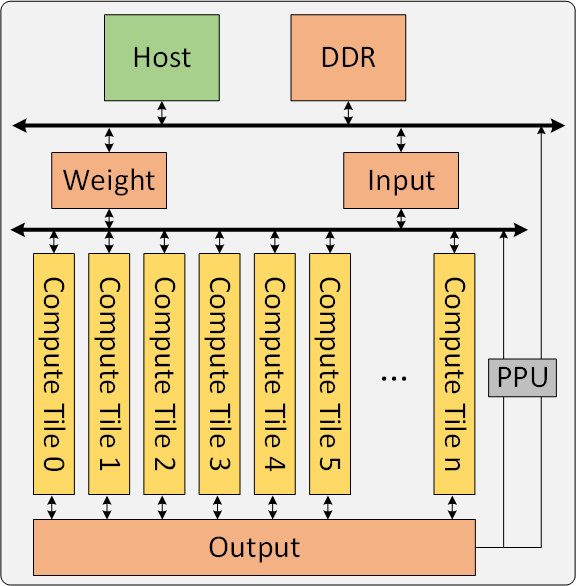 Host
DDR
Weight
Input
Compute Tile 0
Compute Tile 1
Compute Tile 2
Compute Tile 3
Compute Tile 4
Compute Tile 5
...
Compute Tile n
PPU
Output